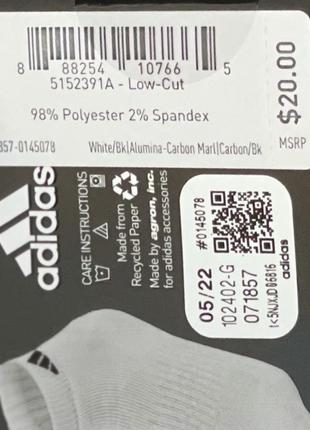 8 88254 10766 5
5152391A - Low-Cut
98% Polyester 2% Spandex
857-0145078
White/Bk|Alumina-Carbon Marl|Carbon/Bk
$20.00
MSRP
adidas
CARE INSTRUCTIONS
Made from
Recycled Paper
Made by agron, inc.
for adidas accessories
05/22
102402-G
071857
#0145078
adidas